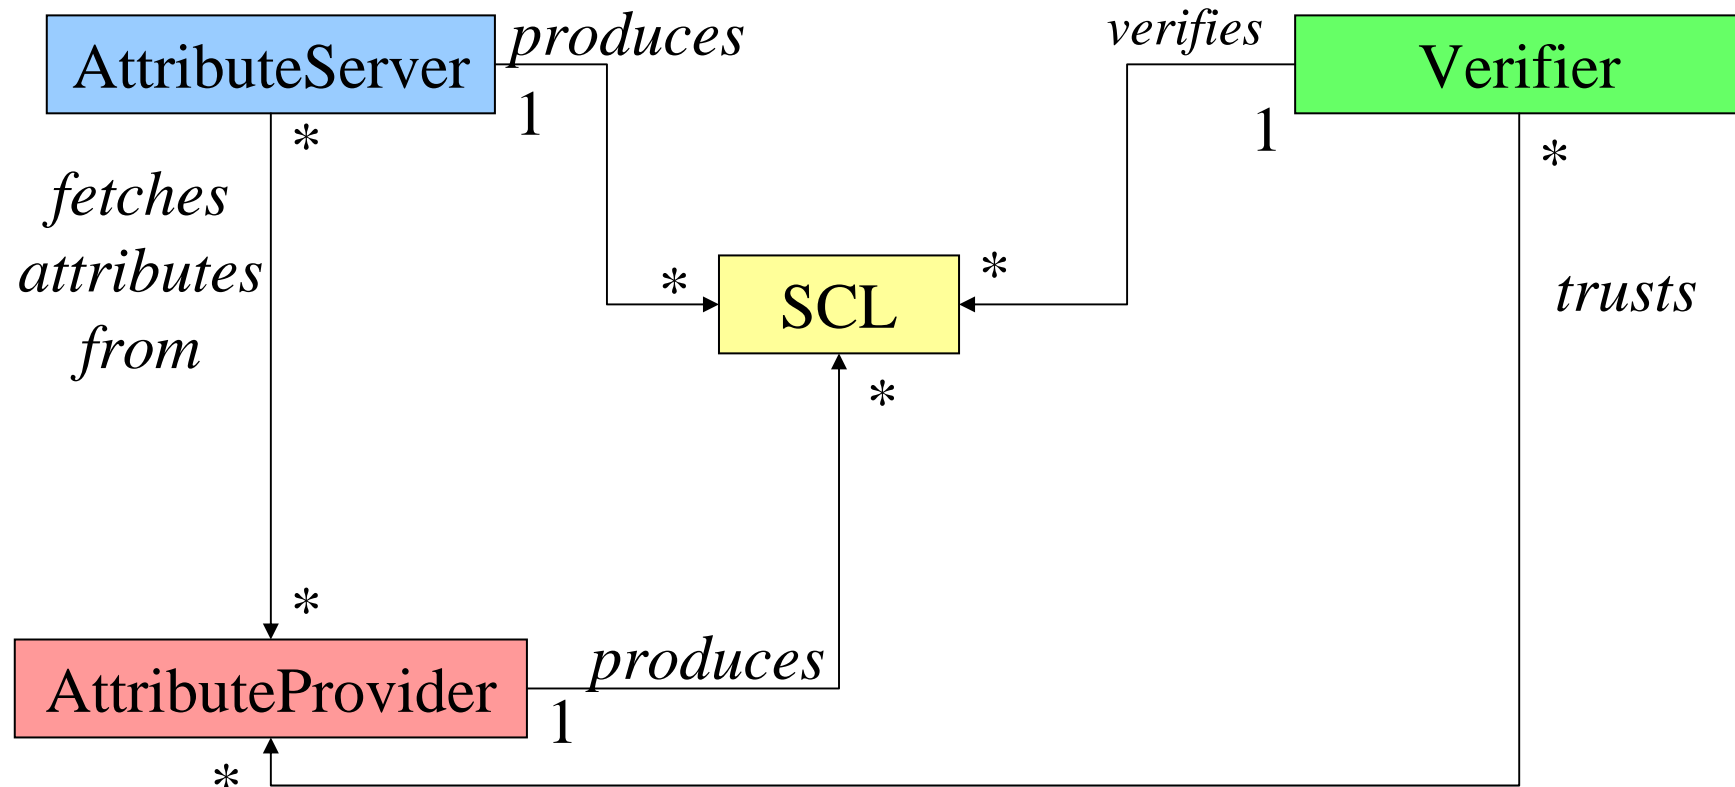 AttributeServer
produces
verifies
Verifier
1
1
*
*
fetches
attributes
from
*
*
trusts
SCL
*
*
AttributeProvider
produces
1
*